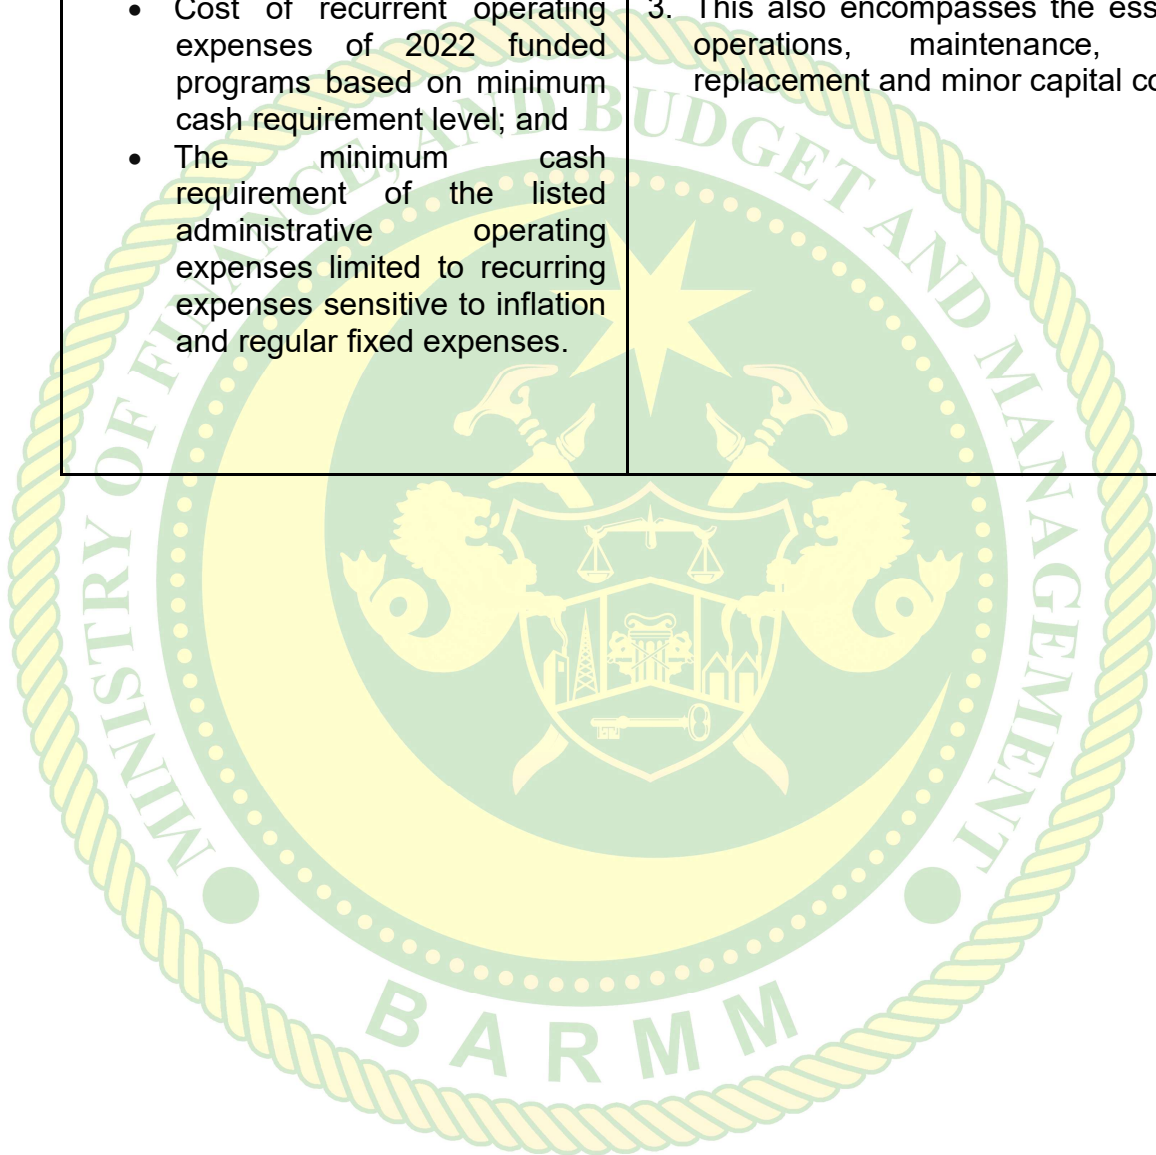 Cost of recurrent operating
expenses of 2022 funded
programs based on minimum
cash requirement level; and
The minimum cash
requirement of the listed
administrative operating
expenses limited to recurring
expenses sensitive to inflation
and regular fixed expenses.
3. This also encompasses the
operations, maintenance,
replacement and minor capital
MINISTRY OF FINANCE, AND BUDGET AND MANAGEMENT
BARMM